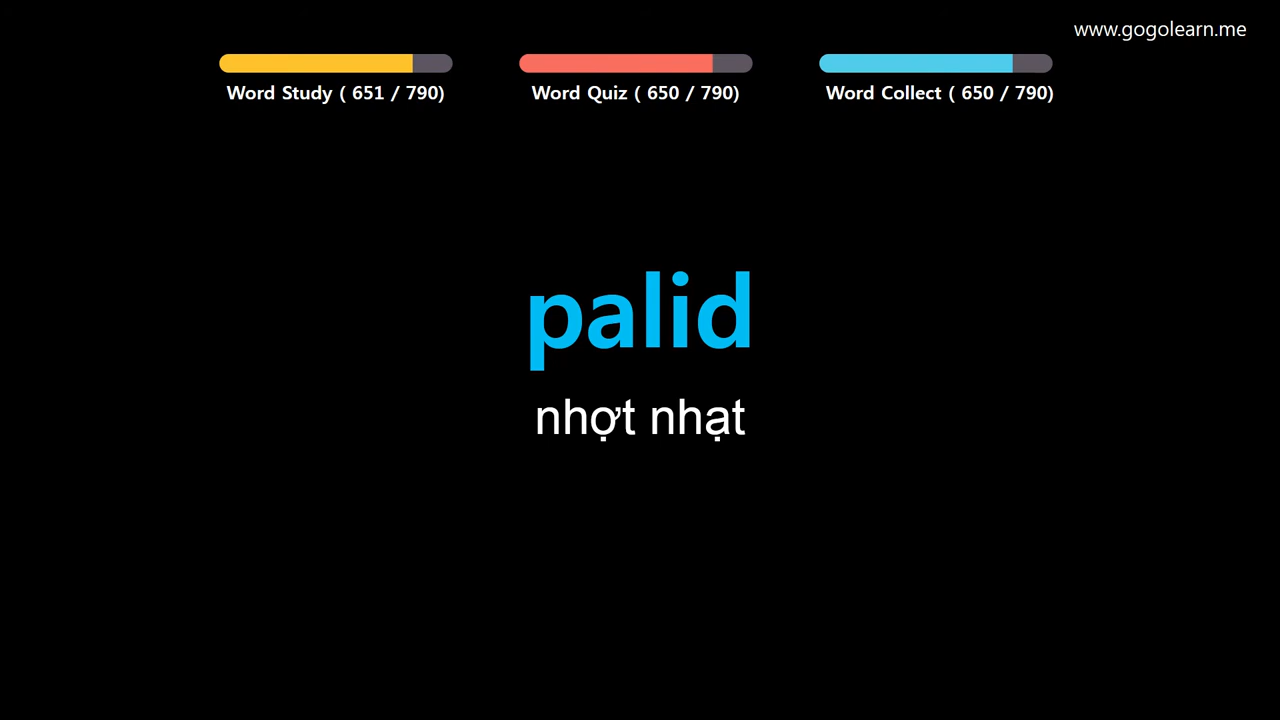 www.gogolearn.me
Word Study ( 651 / 790)
Word Quiz ( 650 / 790)
Word Collect ( 650 / 790)
palid
nhợt nhạt